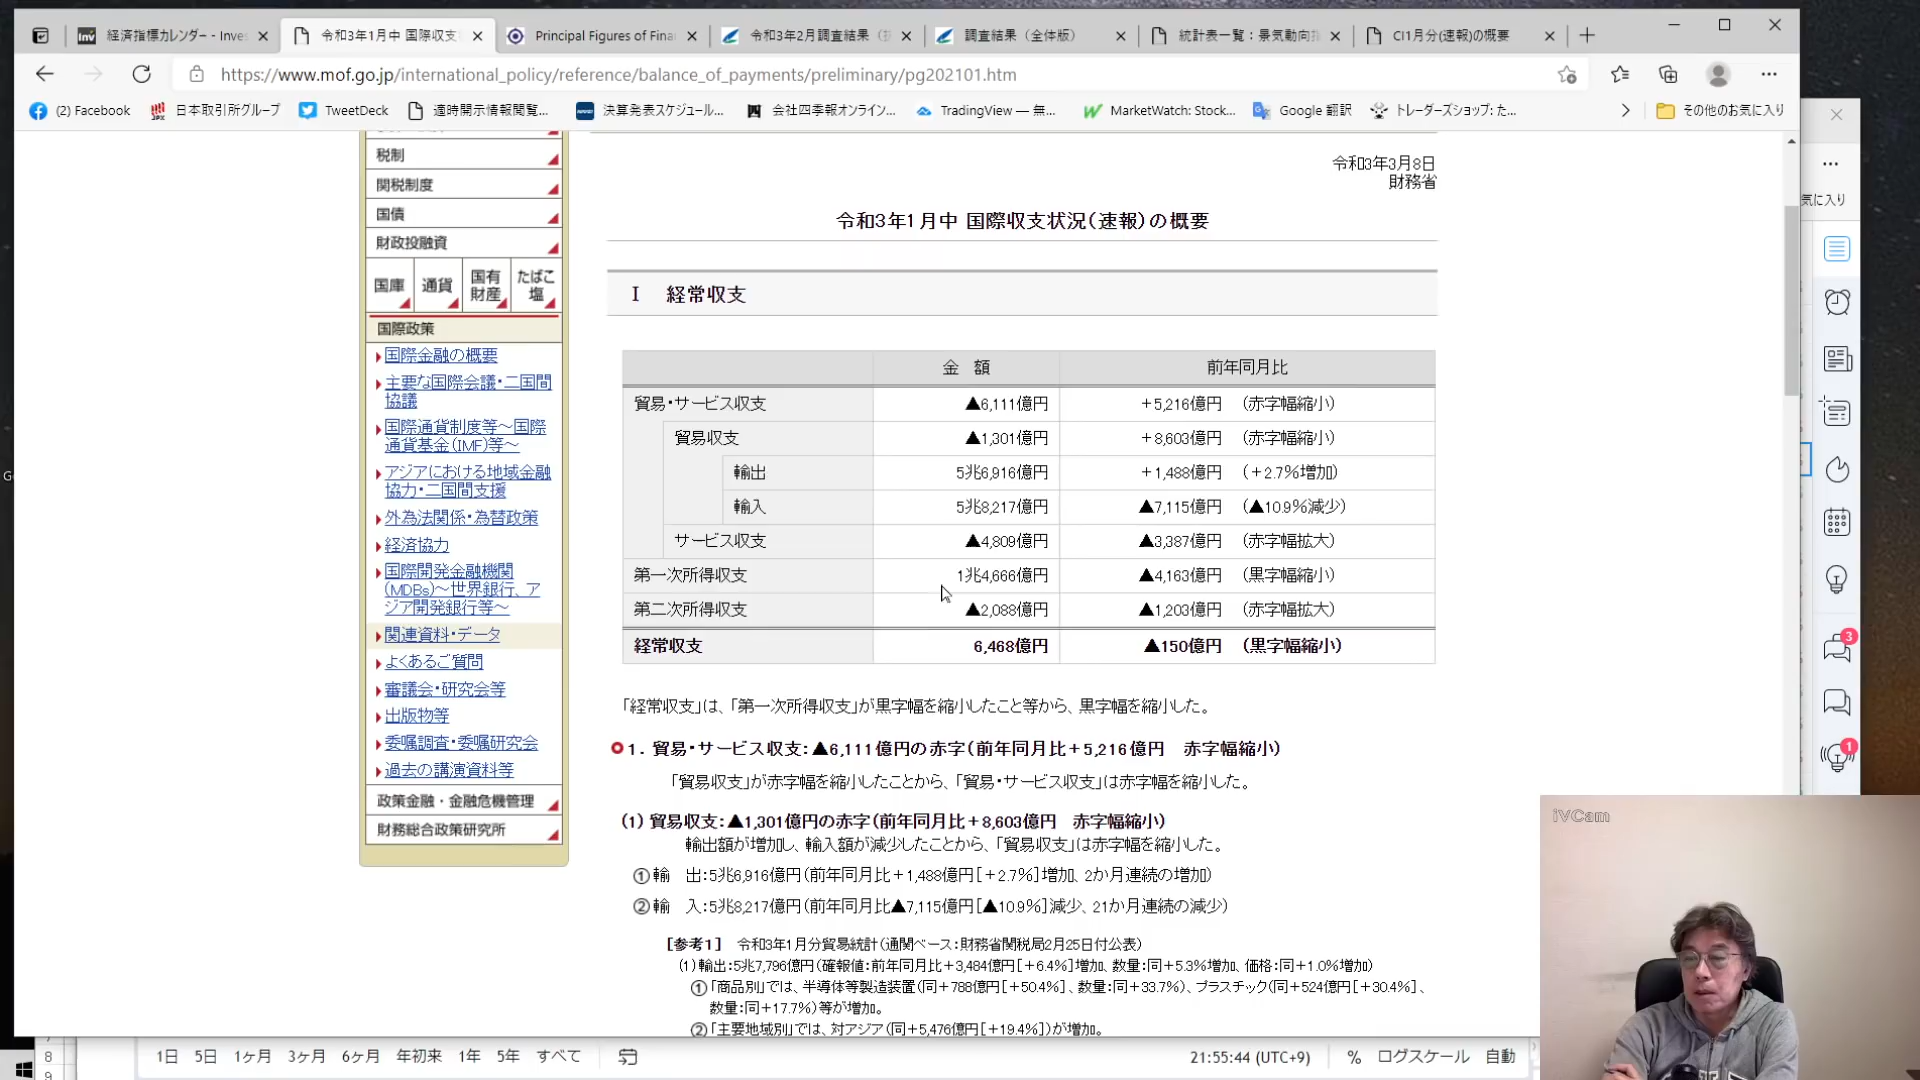 経済指標カレンダー - Inves
令和3年1月中 国際収支
Principal Figures of Fina
令和3年2月調査結果（
調査結果（全体版）
統計表一覧：景気動向指
CI1月分(速報)の概要
https://www.mof.go.jp/international_policy/reference/balance_of_payments/preliminary/pg202101.htm
(2) Facebook
日本取引所グループ
TweetDeck
適時開示情報閲覧...
決算発表スケジュール...
会社四季報オンライン...
TradingView — 無...
MarketWatch: Stock...
Google 翻訳
トレーダーズショップ: た...
その他のお気に入り
気に入り
税制
関税制度
国債
財政投融資
国庫
通貨
国有財産
たばこ塩
国際政策
国際金融の概要
主要な国際会議・二国間
協議
国際通貨制度等～国際
通貨基金(IMF)等～
アジアにおける地域金融
協力・二国間支援
外為法関係・為替政策
経済協力
国際開発金融機関
(MDBs)～世界銀行、ア
ジア開発銀行等～
関連資料・データ
よくあるご質問
審議会・研究会等
出版物等
委嘱調査・委嘱研究会
過去の講演資料等
政策金融・金融危機管理
財務総合政策研究所
令和3年3月8日
財務省
令和3年1月中 国際収支状況（速報）の概要
Ⅰ　経常収支
金　額　前年同月比
貿易・サービス収支　▲6,111億円　＋5,216億円　（赤字幅縮小）
貿易収支　▲1,301億円　＋8,603億円　（赤字幅縮小）
輸出　5兆6,916億円　＋1,488億円　（＋2.7％増加）
輸入　5兆8,217億円　▲7,115億円　（▲10.9％減少）
サービス収支　▲4,809億円　▲3,387億円　（赤字幅拡大）
第一次所得収支　1兆4,666億円　▲4,163億円　（黒字幅縮小）
第二次所得収支　▲2,088億円　▲1,203億円　（赤字幅拡大）
経常収支　6,468億円　▲150億円　（黒字幅縮小）
「経常収支」は、「第一次所得収支」が黒字幅を縮小したこと等から、黒字幅を縮小した。
1．貿易・サービス収支：▲6,111億円の赤字（前年同月比＋5,216億円　赤字幅縮小）
「貿易収支」が赤字幅を縮小したことから、「貿易・サービス収支」は赤字幅を縮小した。
（1）貿易収支：▲1,301億円の赤字（前年同月比＋8,603億円　赤字幅縮小）
輸出額が増加し、輸入額が減少したことから、「貿易収支」は赤字幅を縮小した。
①輸　出：5兆6,916億円（前年同月比＋1,488億円［＋2.7％］増加、2か月連続の増加）
②輸　入：5兆8,217億円（前年同月比▲7,115億円［▲10.9％］減少、21か月連続の減少）
［参考1］　令和3年1月分貿易統計（通関ベース：財務省関税局2月25日付公表）
（1）輸出：5兆7,796億円（確報値：前年同月比＋3,484億円［＋6.4％］増加、数量：同＋5.3％増加、価格：同＋1.0％増加）
①「商品別」では、半導体等製造装置（同＋788億円［＋50.4％］、数量：同＋33.7％）、プラスチック（同＋524億円［＋30.4％］、
数量：同＋17.7％）等が増加。
②「主要地域別」では、対アジア（同＋5,476億円［＋19.4％］）が増加。
3
1
iVCam
8
9
1日 5日 1ヶ月 3ヶ月 6ヶ月 年初来 1年 5年 すべて
21:55:44 (UTC+9)
% ログスケール 自動